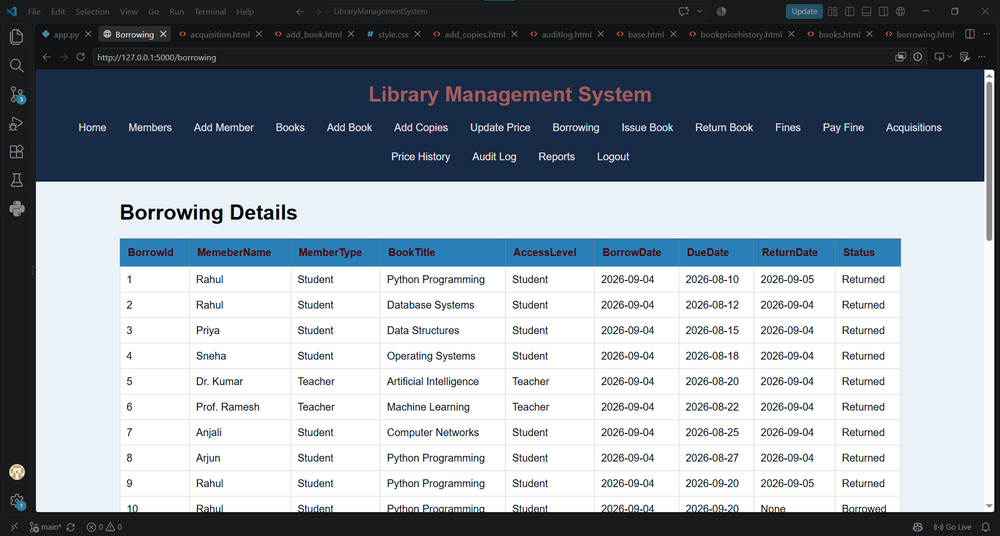 File Edit Selection View Go Run Terminal Help LibraryManagementSystem Update
app.py Borrowing acquisition.html add_book.html # style.css add_copies.html auditlog.html base.html bookpricehistory.html books.html borrowing.html
http://127.0.0.1:5000/borrowing
Library Management System
Home Members Add Member Books Add Book Add Copies Update Price Borrowing Issue Book Return Book Fines Pay Fine Acquisitions
Price History Audit Log Reports Logout
3
Borrowing Details
BorrowId MemeberName MemberType BookTitle AccessLevel BorrowDate DueDate ReturnDate Status
1 Rahul Student Python Programming Student 2026-09-04 2026-08-10 2026-09-05 Returned
2 Rahul Student Database Systems Student 2026-09-04 2026-08-12 2026-09-04 Returned
3 Priya Student Data Structures Student 2026-09-04 2026-08-15 2026-09-04 Returned
4 Sneha Student Operating Systems Student 2026-09-04 2026-08-18 2026-09-04 Returned
5 Dr. Kumar Teacher Artificial Intelligence Teacher 2026-09-04 2026-08-20 2026-09-04 Returned
6 Prof. Ramesh Teacher Machine Learning Teacher 2026-09-04 2026-08-22 2026-09-04 Returned
7 Anjali Student Computer Networks Student 2026-09-04 2026-08-25 2026-09-04 Returned
8 Arjun Student Python Programming Student 2026-09-04 2026-08-27 2026-09-04 Returned
9 Rahul Student Python Programming Student 2026-09-04 2026-09-20 2026-09-05 Returned
10 Rahul Student Python Programming Student 2026-09-04 2026-09-20 None Borrowed
1
main* 0 0 Go Live